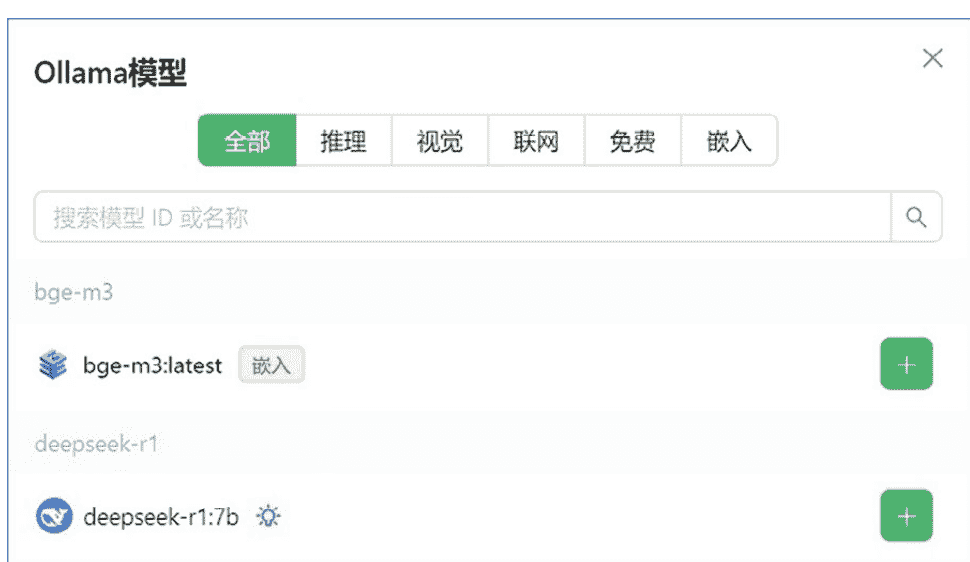 Ollama模型
全部 推理 视觉 联网 免费 嵌入
搜索模型 ID 或名称
bge-m3
bge-m3:latest 嵌入
deepseek-r1
deepseek-r1:7b